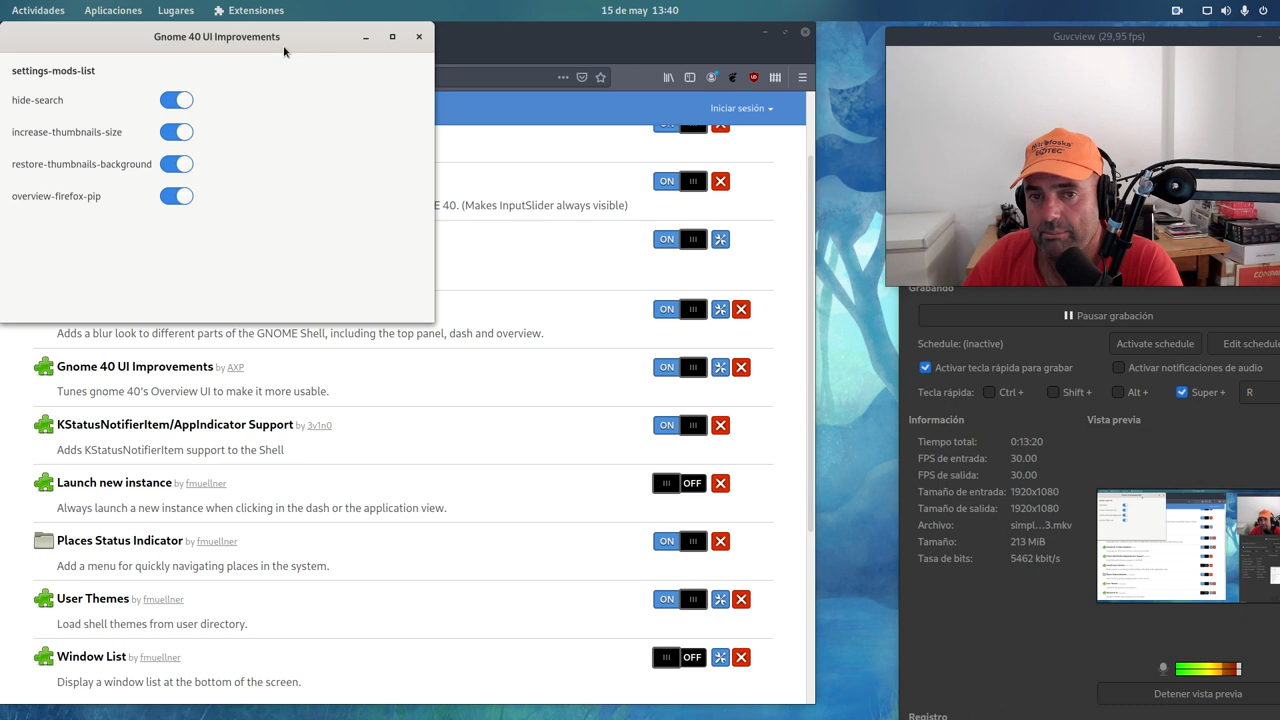 Actividades
Aplicaciones
Lugares
Extensiones
15 de may 13:40
Gnome 40 UI Improvements
settings-mods-list
hide-search
increase-thumbnails-size
restore-thumbnails-background
overview-firefox-pip
Iniciar sesión
ON
ON
E 40. (Makes InputSlider always visible)
ON
ON
Adds a blur look to different parts of the GNOME Shell, including the top panel, dash and overview.
Gnome 40 UI Improvements by AXP
ON
Tunes gnome 40's Overview UI to make it more usable.
KStatusNotifierItem/AppIndicator Support by 3v1n0
ON
Adds KStatusNotifierItem support to the Shell
Launch new instance by fmuellner
OFF
Always launch a new instance when clicking in the dash or the application view.
Places Status Indicator by fmuellner
ON
Add a menu for quickly navigating places in the system.
User Themes by fmuellner
ON
Load shell themes from user directory.
Window List by fmuellner
OFF
Display a window list at the bottom of the screen.
Guvcview (29,95 fps)
Nitrofoska
EUROTEC
COMPA
Grabando
Pausar grabación
Schedule: (inactive)
Activate schedule
Edit schedule
Activar tecla rápida para grabar
Activar notificaciones de audio
Tecla rápida:
Ctrl +
Shift +
Alt +
Super +
R
Información
Vista previa
Tiempo total: 0:13:20
FPS de entrada: 30.00
FPS de salida: 30.00
Tamaño de entrada: 1920x1080
Tamaño de salida: 1920x1080
Archivo: simpl...3.mkv
Tamaño: 213 MiB
Tasa de bits: 5462 kbit/s
Detener vista previa
Registro